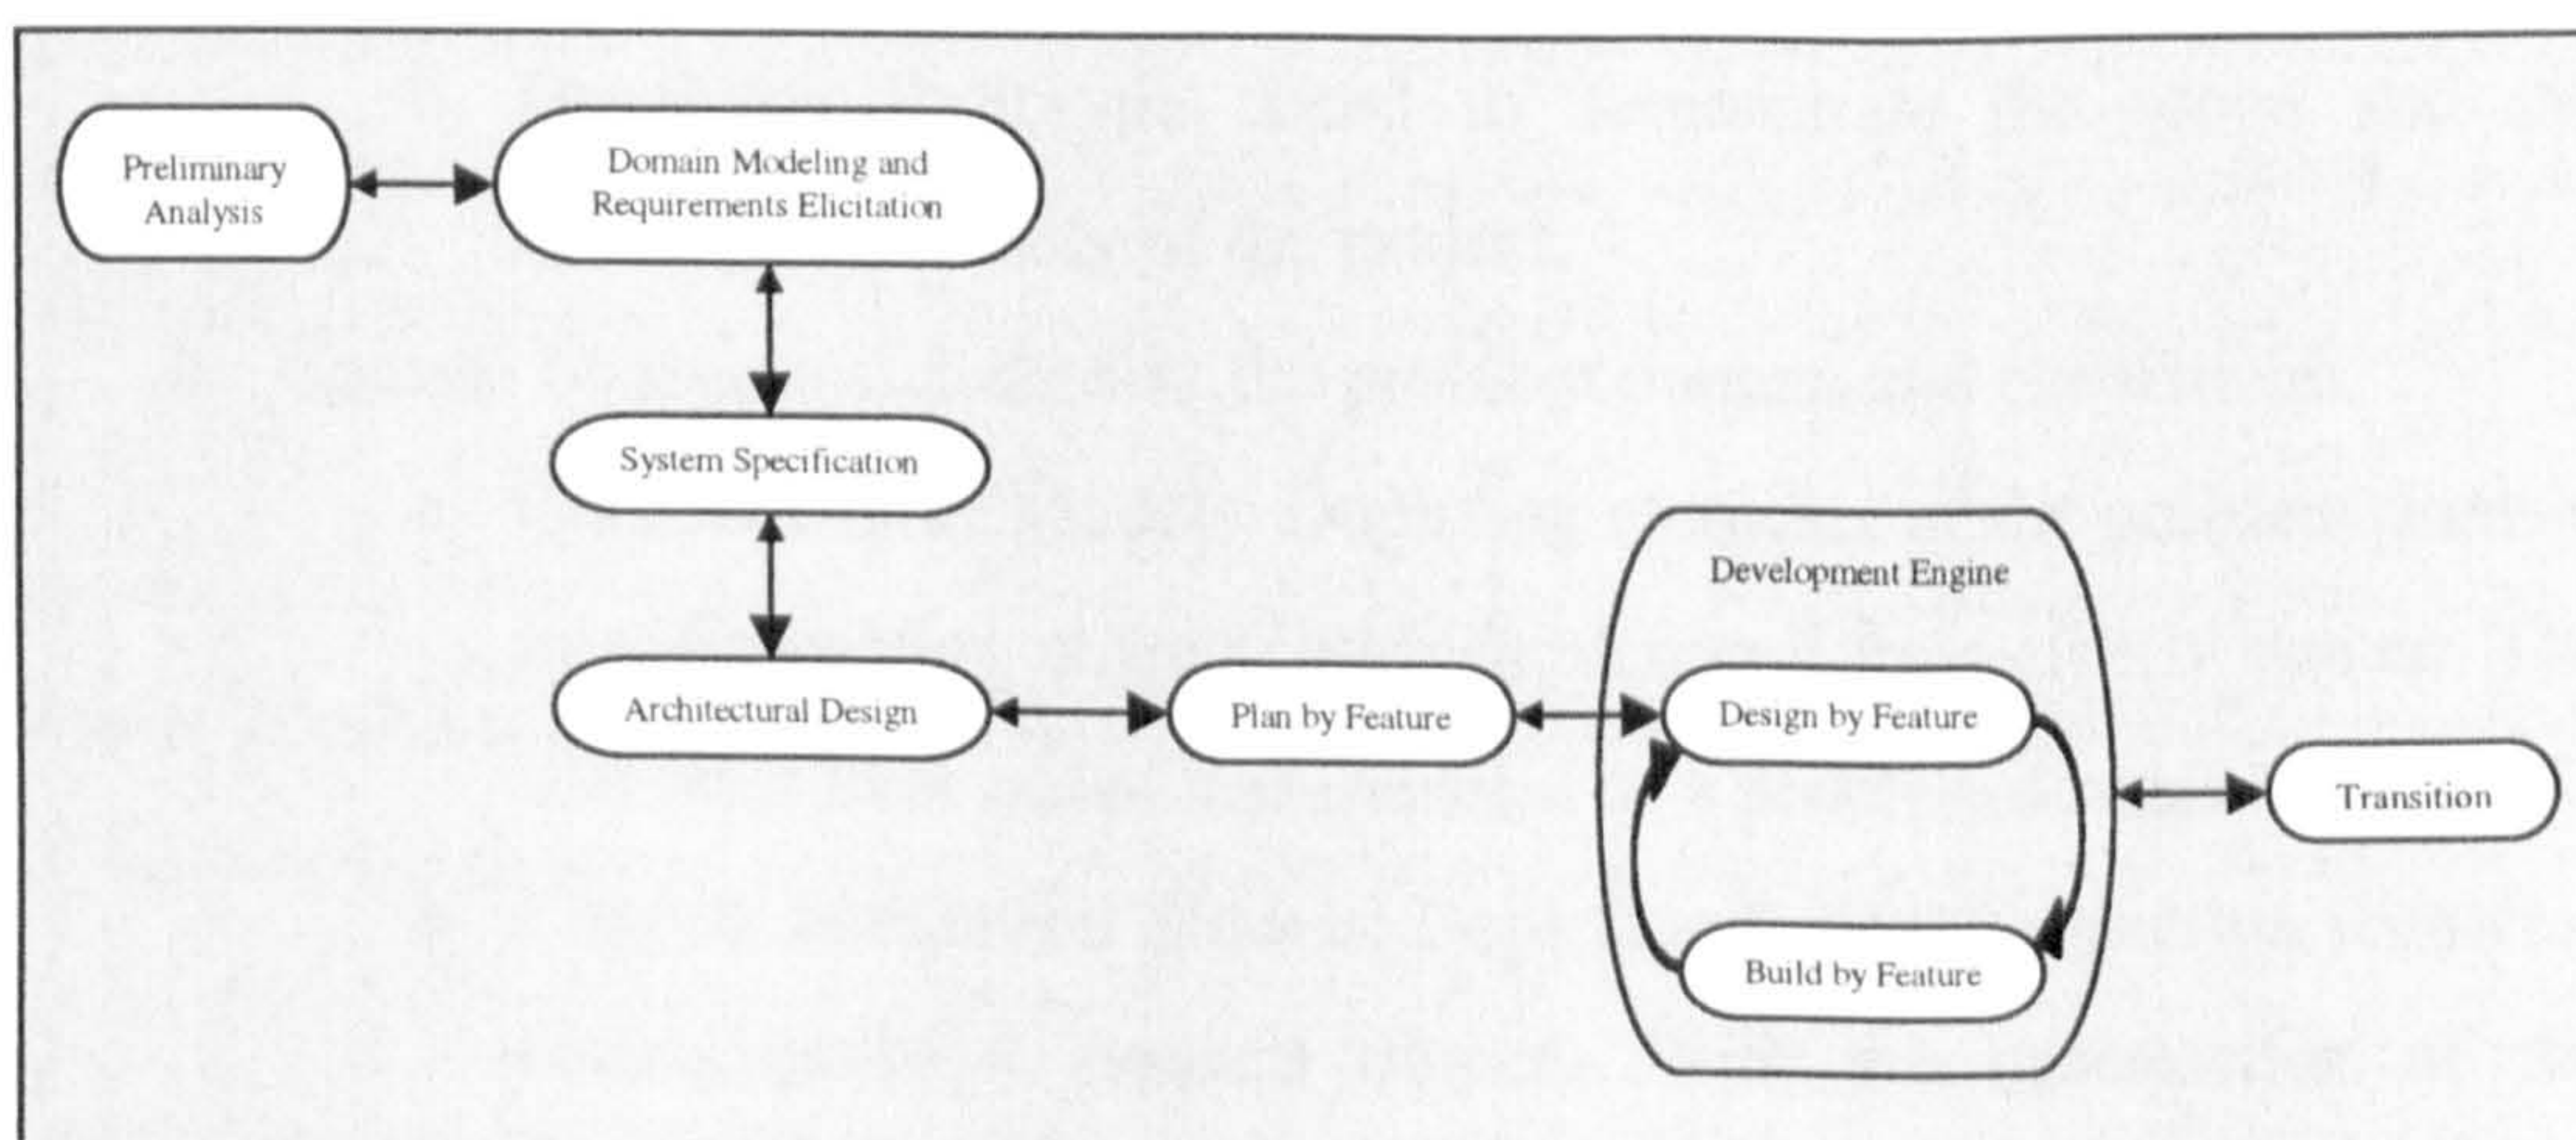 Preliminary
Analysis
Domain Modeling and
Requirements Elicitation
System Specification
Development Engine
Architectural Design
Plan by Feature
Design by Feature
Transition
Build by Feature